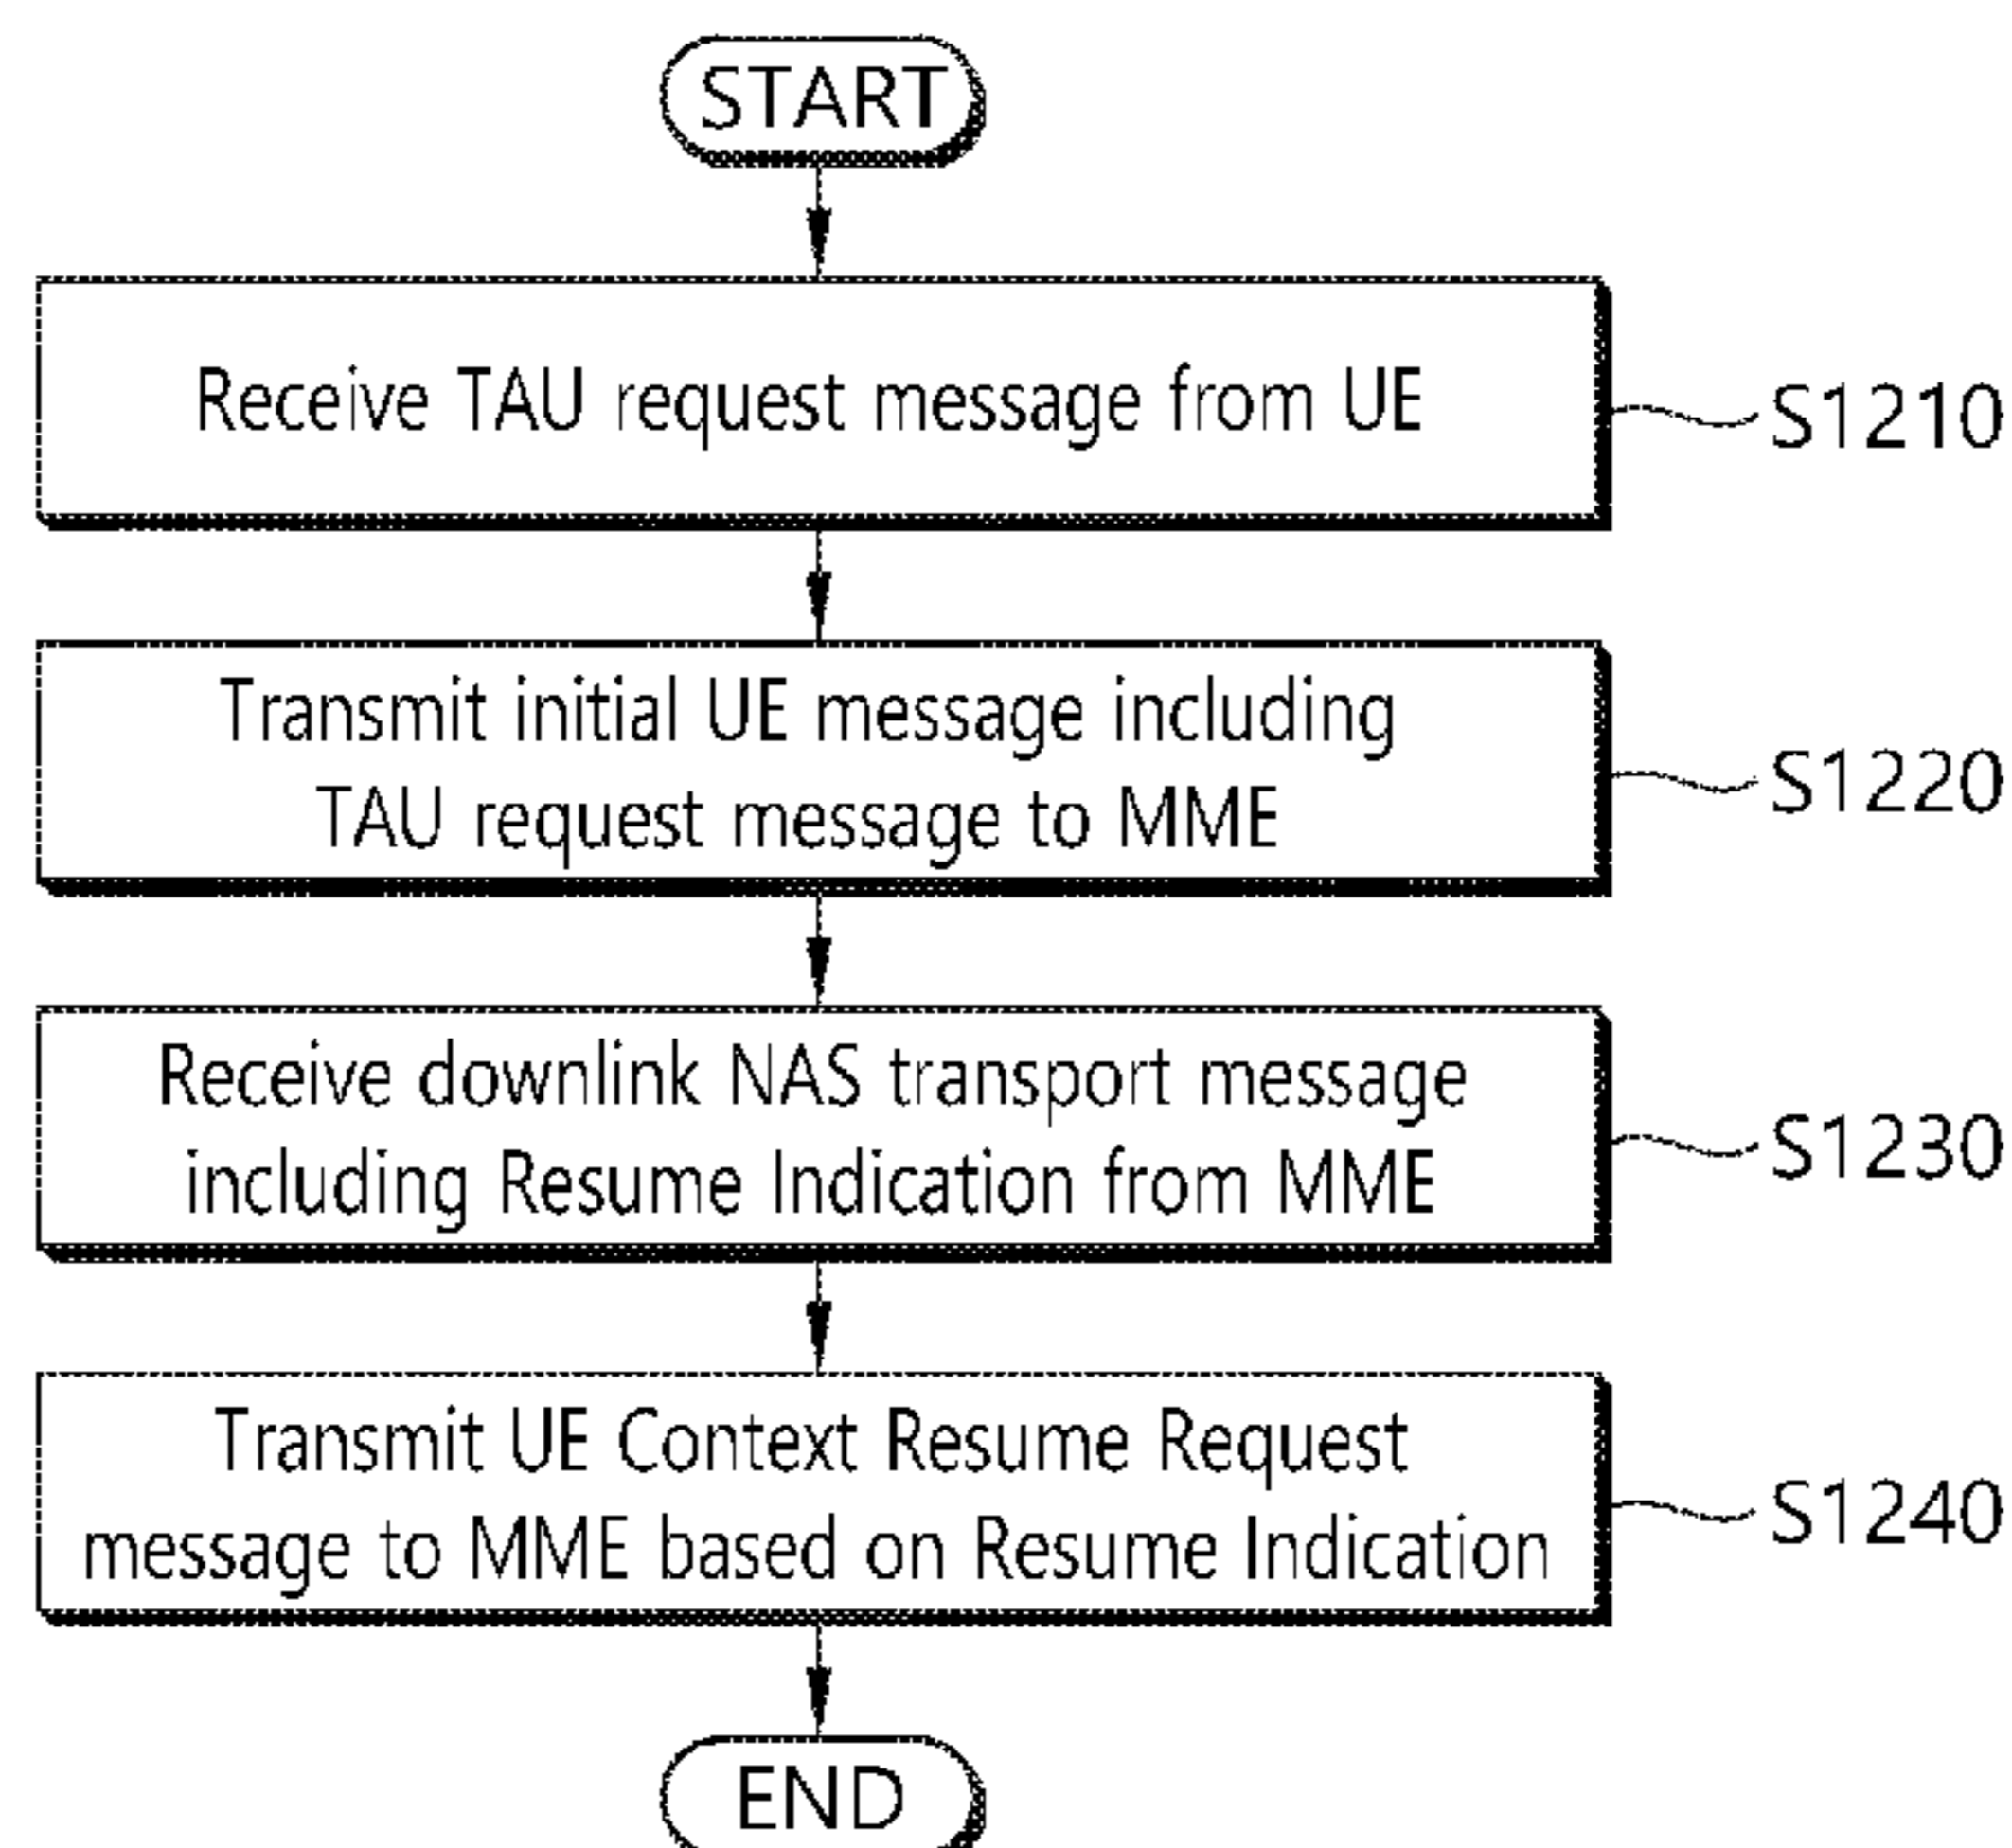 START
Receive TAU request message from UE
S1210
Transmit initial UE message including
TAU request message to MME
S1220
Receive downlink NAS transport message
including Resume Indication from MME
S1230
Transmit UE Context Resume Request
message to MME based on Resume Indication
S1240
END